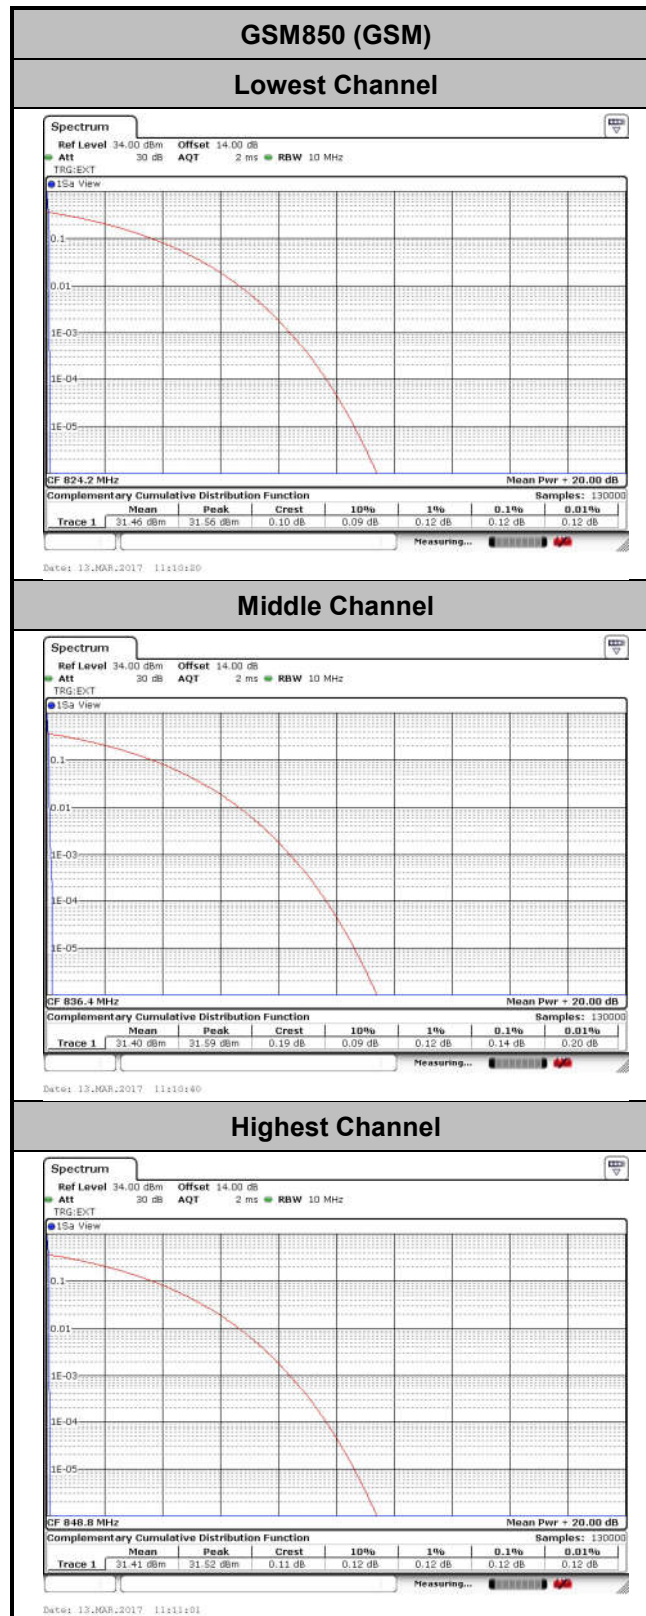 GSM850 (GSM)
Lowest Channel
Spectrum
Ref Level 34.00 dBm Offset 14.00 dB
Att 30 dB AQT 2 ms RBW 10 MHz
TRG:EXT
1Sa View
0.1
0.01
1E-03
1E-04
1E-05
CF 824.2 MHz Mean Pwr + 20.00 dB
Complementary Cumulative Distribution Function Samples: 130000
Mean Peak Crest 10% 1% 0.1% 0.01%
Trace 1 31.46 dBm 31.56 dBm 0.10 dB 0.09 dB 0.12 dB 0.12 dB 0.12 dB
Measuring...
Date: 13.MAR.2017 11:10:20
Middle Channel
Spectrum
Ref Level 34.00 dBm Offset 14.00 dB
Att 30 dB AQT 2 ms RBW 10 MHz
TRG:EXT
1Sa View
0.1
0.01
1E-03
1E-04
1E-05
CF 836.4 MHz Mean Pwr + 20.00 dB
Complementary Cumulative Distribution Function Samples: 130000
Mean Peak Crest 10% 1% 0.1% 0.01%
Trace 1 31.40 dBm 31.59 dBm 0.19 dB 0.09 dB 0.12 dB 0.14 dB 0.20 dB
Measuring...
Date: 13.MAR.2017 11:10:40
Highest Channel
Spectrum
Ref Level 34.00 dBm Offset 14.00 dB
Att 30 dB AQT 2 ms RBW 10 MHz
TRG:EXT
1Sa View
0.1
0.01
1E-03
1E-04
1E-05
CF 848.8 MHz Mean Pwr + 20.00 dB
Complementary Cumulative Distribution Function Samples: 130000
Mean Peak Crest 10% 1% 0.1% 0.01%
Trace 1 31.41 dBm 31.52 dBm 0.11 dB 0.12 dB 0.12 dB 0.12 dB 0.12 dB
Measuring...
Date: 13.MAR.2017 11:11:01